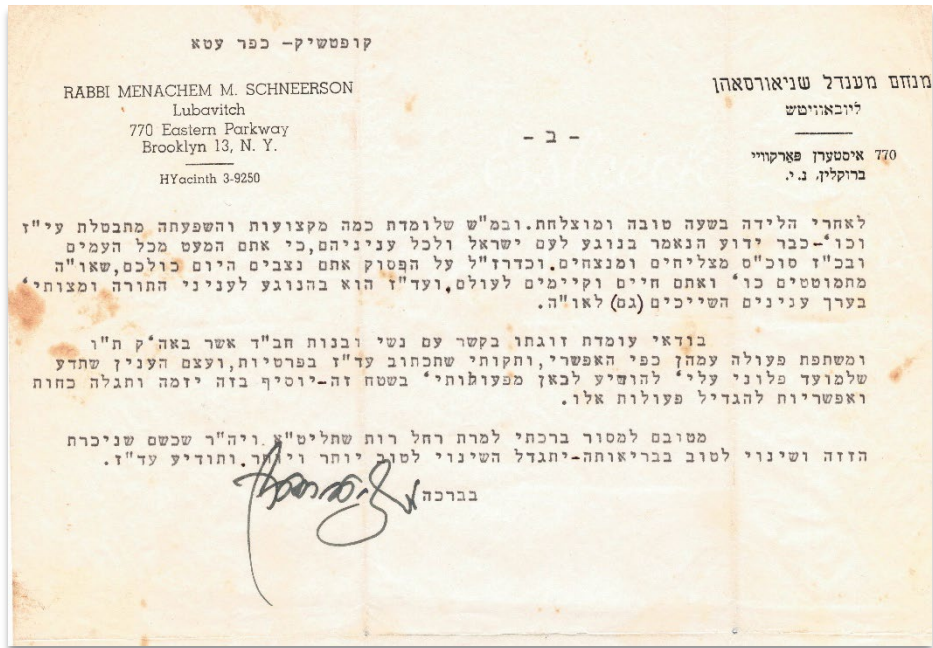 קופטשיק- כפר עטא
RABBI MENACHEM M. SCHNEERSON
Lubavitch
770 Eastern Parkway
Brooklyn 13, N. Y.
HYacinth 3-9250
מנחם מענדל שניאורסאהן
ליובאוויטש
770 איסטערן פארקוויי
ברוקלין, נ. י.
- ב -
לאחרי הלידה בשעה טובה ומוצלחת.ובמ"ש שלומדת כמה מקצועות והשפעתה מתבטלת עי"ז
וכו'-כבר ידוע הנאמר בנוגע לעם ישראל ולכל עניניהם,כי אתם המעט מכל העמים
ובכ"ז סוכ"ס מצליחים ומנצחים.וכדרז"ל על הפסוק אתם נצבים היום כולכם,שאו"ה
מתמוטטים כו' ואתם חיים וקיימים לעולם.ועד"ז הוא בהנוגע לעניני התורה ומצותי'
בערך ענינים השייכים (גם) לאו"ה.
בודאי עומדת זוגתו בקשר עם נשי ובנות חב"ד אשר באה'ק ת"ו
ומשתפת פעולה עמהן כפי האפשרי,ותקותי שתכתוב עד"ז בפרטיות,ועצם הענין שתדע
שלמועד פלוני עלי' להודיע לבאן מפעולותי' בשטח זה-יוסיף בזה יזמה ותגלה כחות
ואפשריות להגדיל פעולות אלו.
מטובם למסור ברכתי למרת רחל רות שתליט"א.ויה"ר שכשם שניכרת
הזזה ושינוי לטוב בבריאותה-יתגדל השינוי לטוב יותר ויותר.ותודיע עד"ז.
בברכה